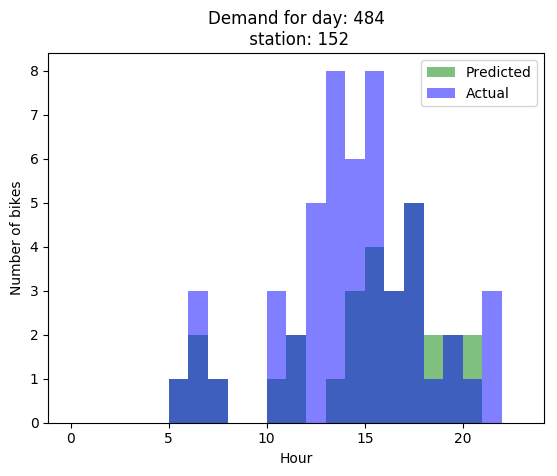 Demand for day: 484
station: 152
Predicted
Actual
Number of bikes
8
7
6
5
4
3
2
1
0
0 5 10 15 20
Hour